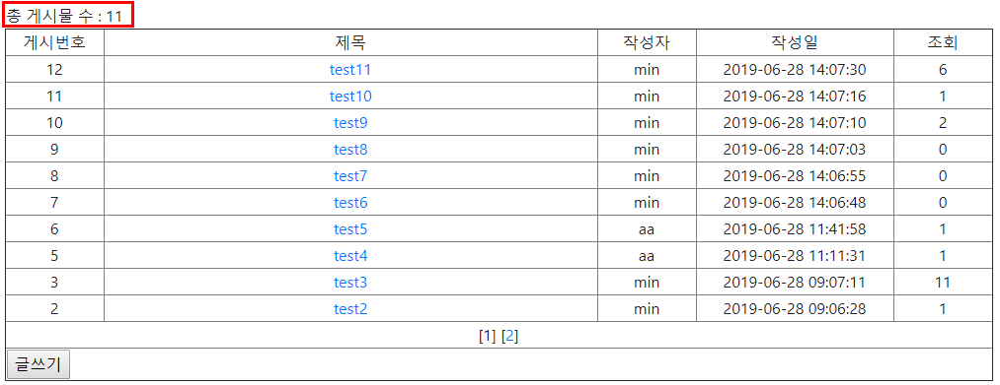 총 게시물 수 : 11
게시번호 제목 작성자 작성일 조회
12 test11 min 2019-06-28 14:07:30 6
11 test10 min 2019-06-28 14:07:16 1
10 test9 min 2019-06-28 14:07:10 2
9 test8 min 2019-06-28 14:07:03 0
8 test7 min 2019-06-28 14:06:55 0
7 test6 min 2019-06-28 14:06:48 0
6 test5 aa 2019-06-28 11:41:58 1
5 test4 aa 2019-06-28 11:11:31 1
3 test3 min 2019-06-28 09:07:11 11
2 test2 min 2019-06-28 09:06:28 1
[1] [2]
글쓰기